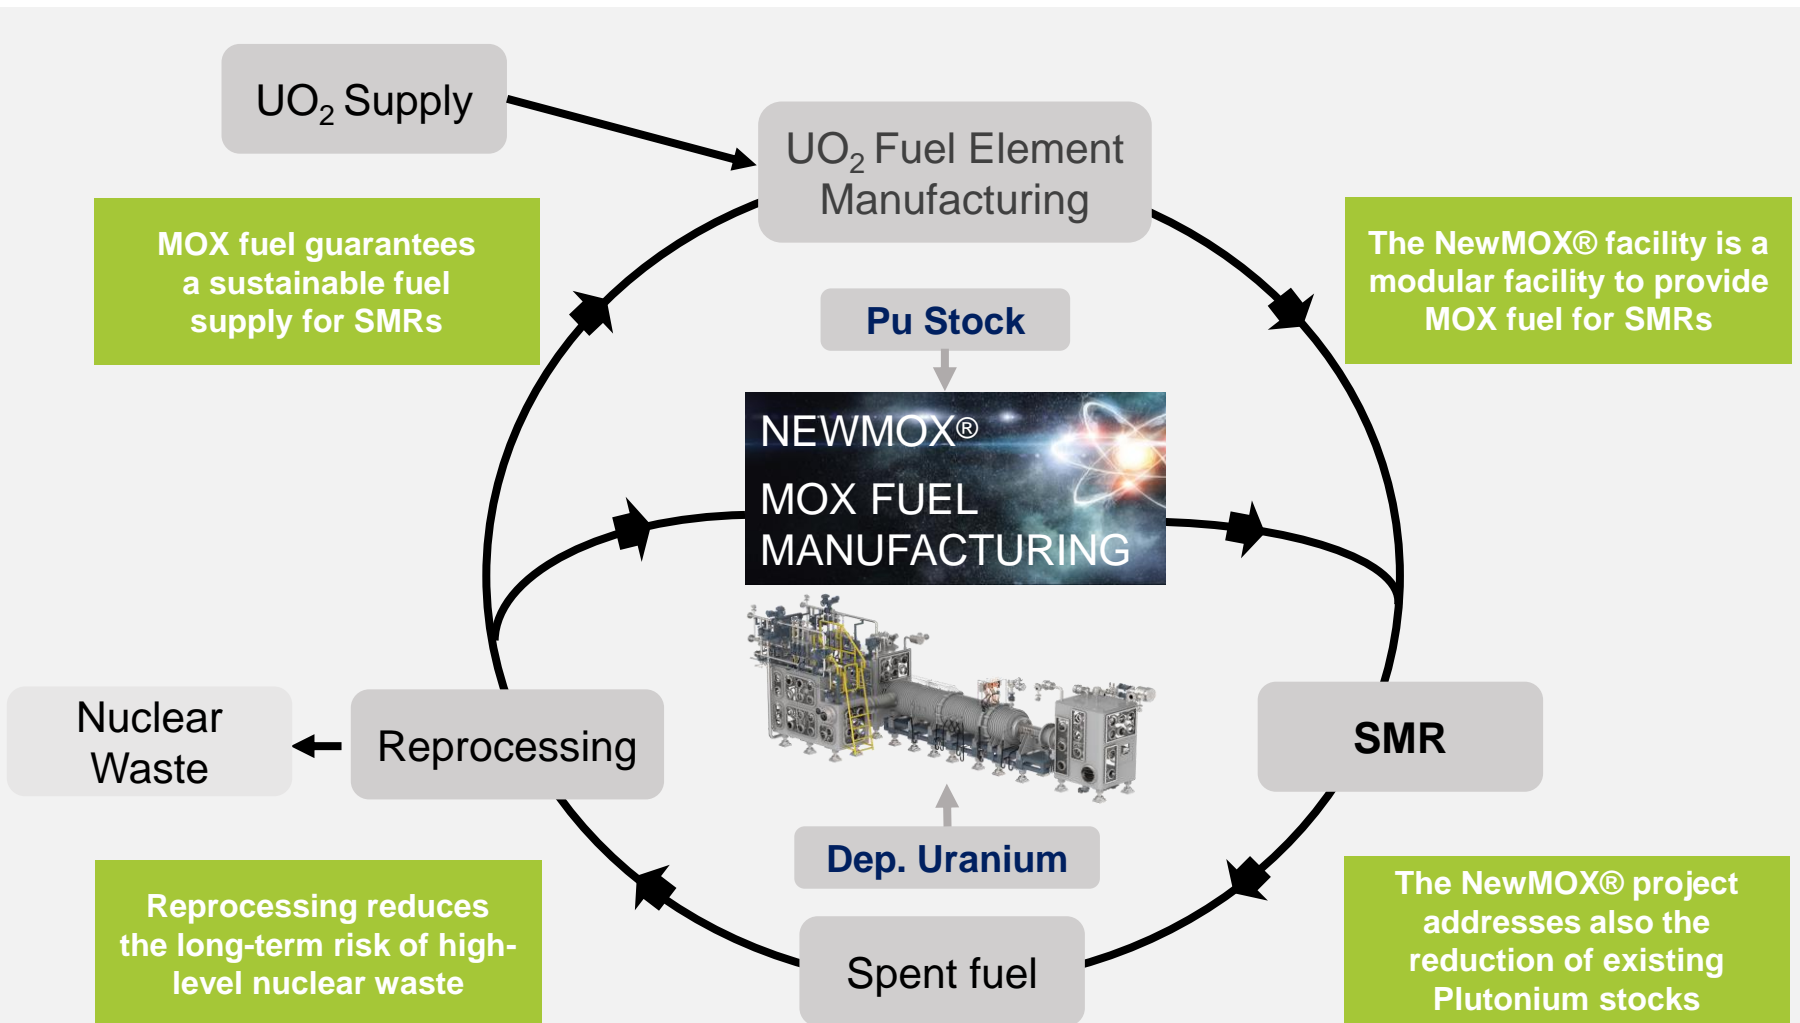 UO₂ Supply
UO₂ Fuel Element
Manufacturing
MOX fuel guarantees
a sustainable fuel
supply for SMRs
The NewMOX® facility is a
modular facility to provide
MOX fuel for SMRs
Pu Stock
NEWMOX®
MOX FUEL
MANUFACTURING
Nuclear
Waste
Reprocessing
SMR
Dep. Uranium
Reprocessing reduces
the long-term risk of high-
level nuclear waste
Spent fuel
The NewMOX® project
addresses also the
reduction of existing
Plutonium stocks